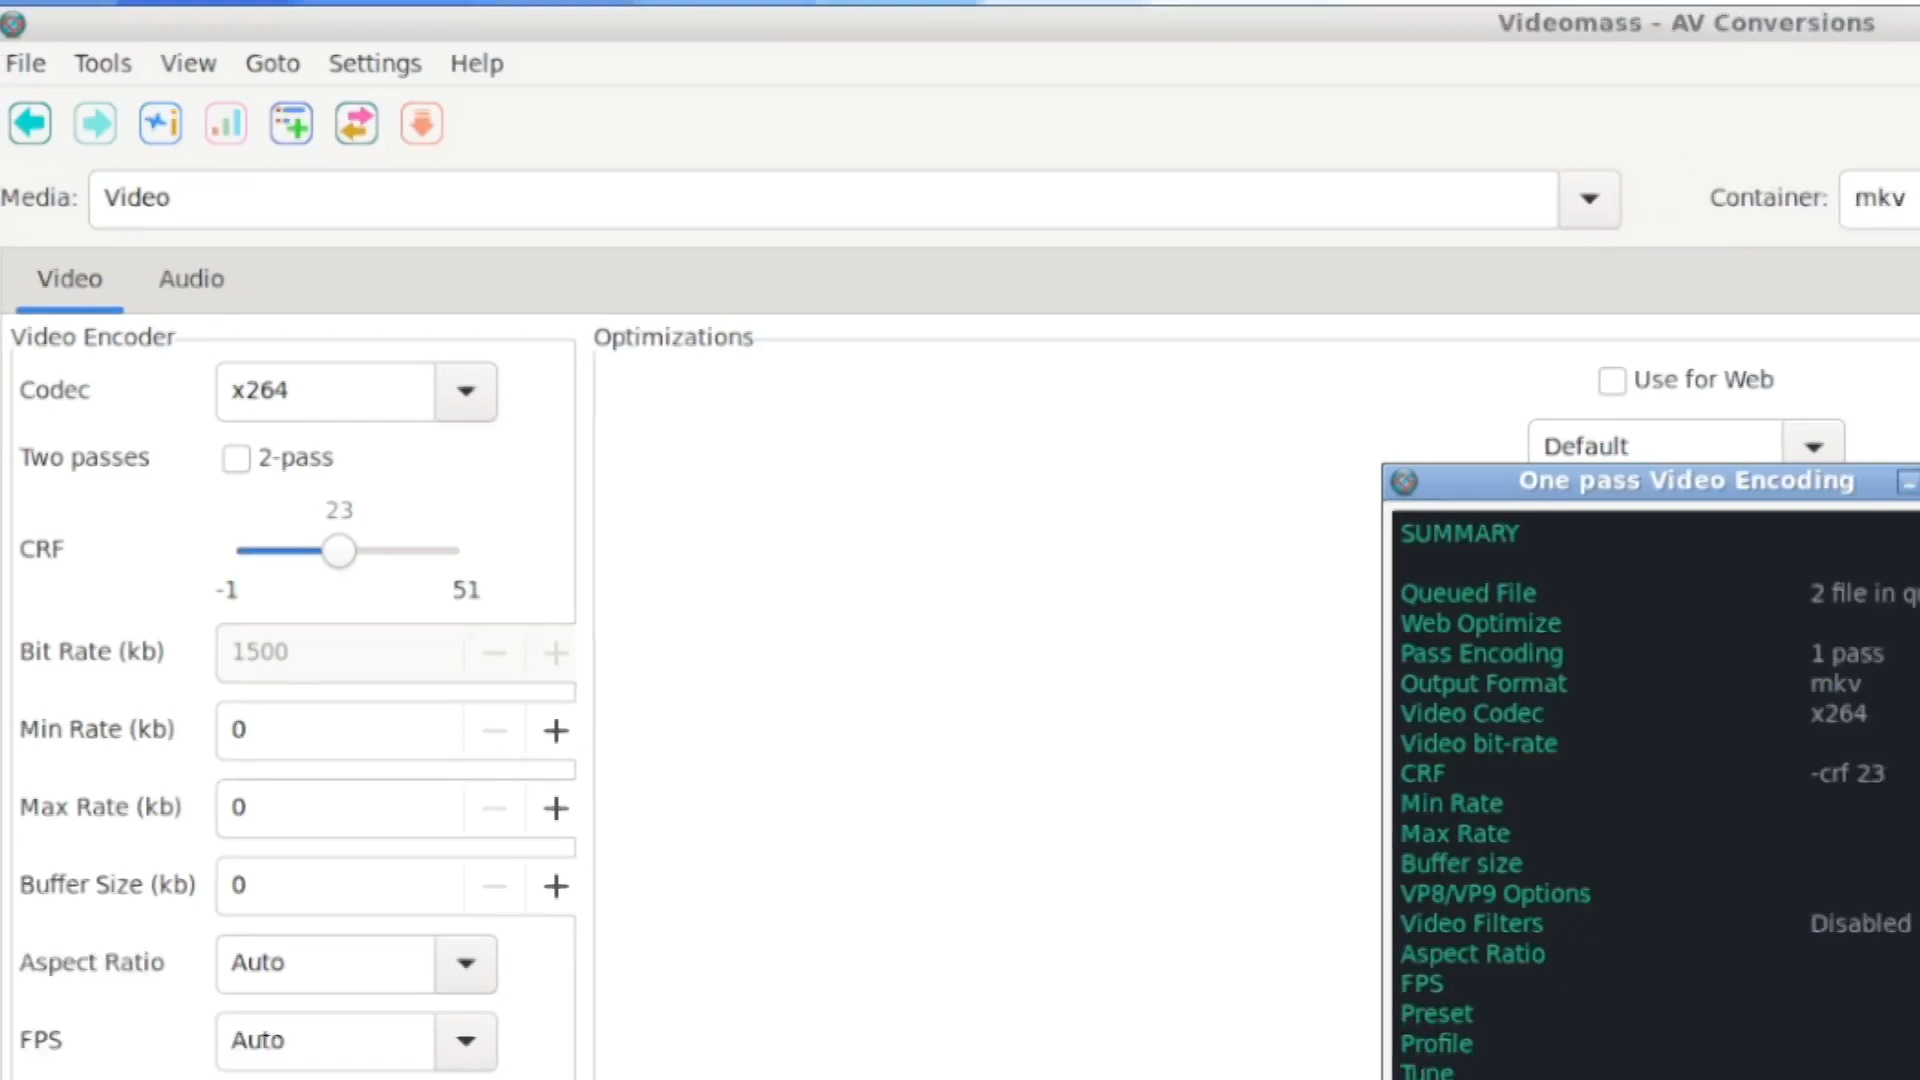 Videomass - AV Conversions
File Tools View Goto Settings Help
Media: Video Container: mkv
Video Audio
Video Encoder
Codec x264
Two passes 2-pass
23
CRF
-1 51
Bit Rate (kb) 1500
Min Rate (kb) 0
Max Rate (kb) 0
Buffer Size (kb) 0
Aspect Ratio Auto
FPS Auto
Optimizations
Use for Web
Default
One pass Video Encoding
SUMMARY
Queued File 2 file in
Web Optimize
Pass Encoding 1 pass
Output Format mkv
Video Codec x264
Video bit-rate
CRF -crf 23
Min Rate
Max Rate
Buffer size
VP8/VP9 Options
Video Filters Disabled
Aspect Ratio
FPS
Preset
Profile
Tune